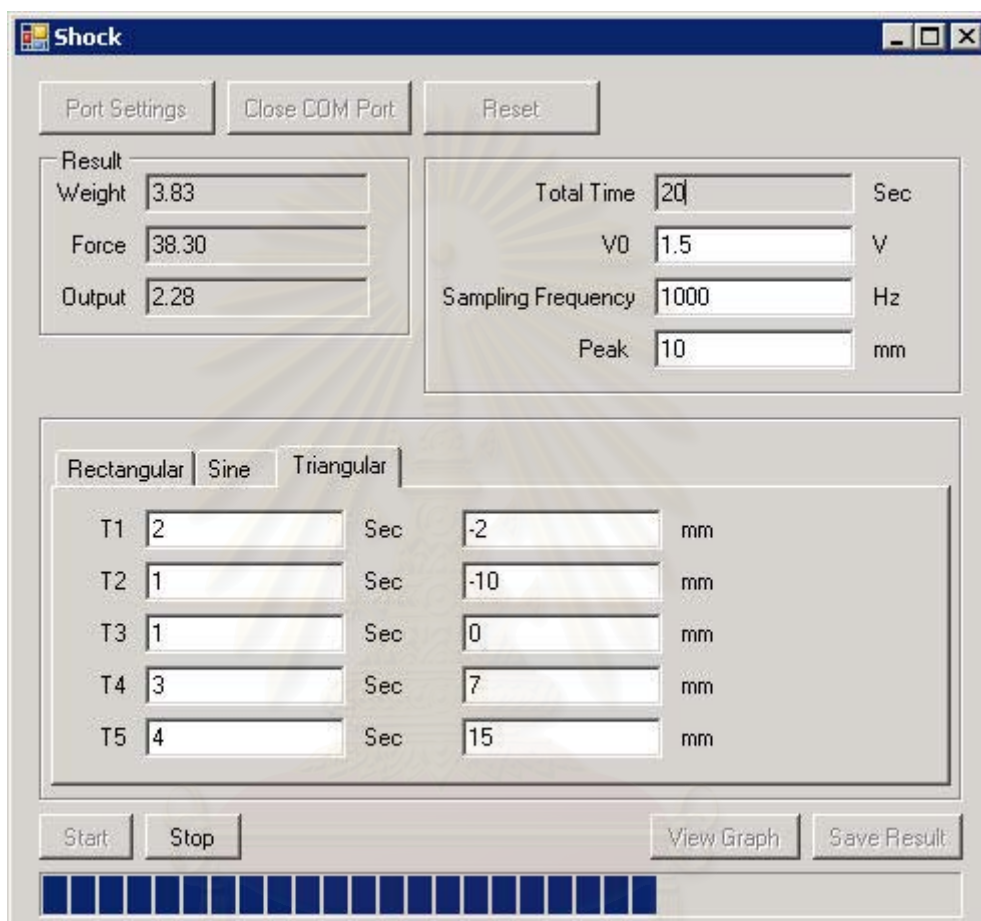 Shock
Port Settings Close COM Port Reset
Result
Weight 3.83
Force 38.30
Output 2.28
Total Time 20 Sec
V0 1.5 V
Sampling Frequency 1000 Hz
Peak 10 mm
Rectangular Sine Triangular
T1 2 Sec -2 mm
T2 1 Sec -10 mm
T3 1 Sec 0 mm
T4 3 Sec 7 mm
T5 4 Sec 15 mm
Start Stop View Graph Save Result